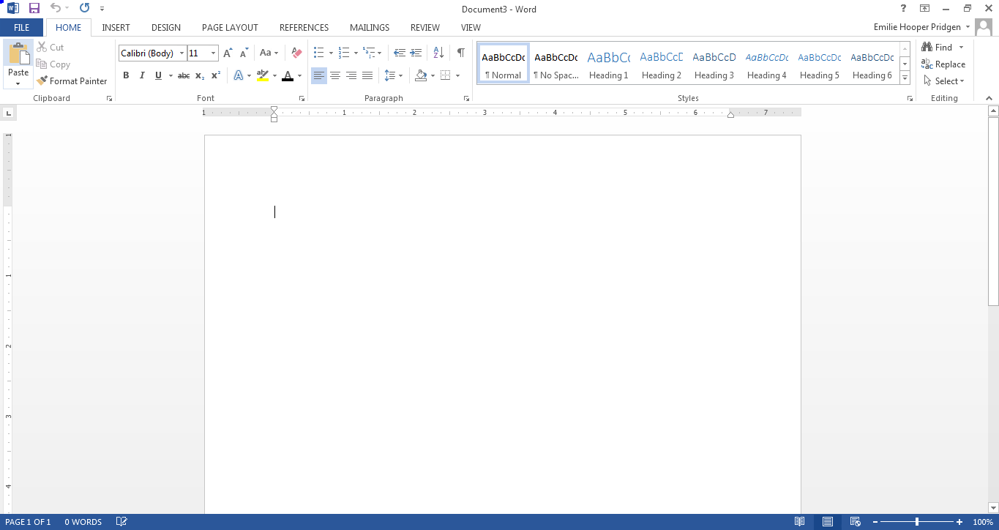 Document3 - Word
?
FILE HOME INSERT DESIGN PAGE LAYOUT REFERENCES MAILINGS REVIEW VIEW Emilie Hooper Pridgen
Paste
Cut
Copy
Format Painter
Clipboard
Calibri (Body) 11 A A Aa A
B I U abc X₂ X² A ab A
Font
A Z ¶
Paragraph
AaBbCcDc AaBbCcDc AaBbCc AaBbCcD AaBbCcD AaBbCcDc AaBbCcDc AaBbCcDc
¶ Normal ¶ No Spac... Heading 1 Heading 2 Heading 3 Heading 4 Heading 5 Heading 6
Styles
Find
Replace
Select
Editing
L 1 1 2 3 4 5 6 7
1
1
2
3
4
PAGE 1 OF 1 0 WORDS 100%